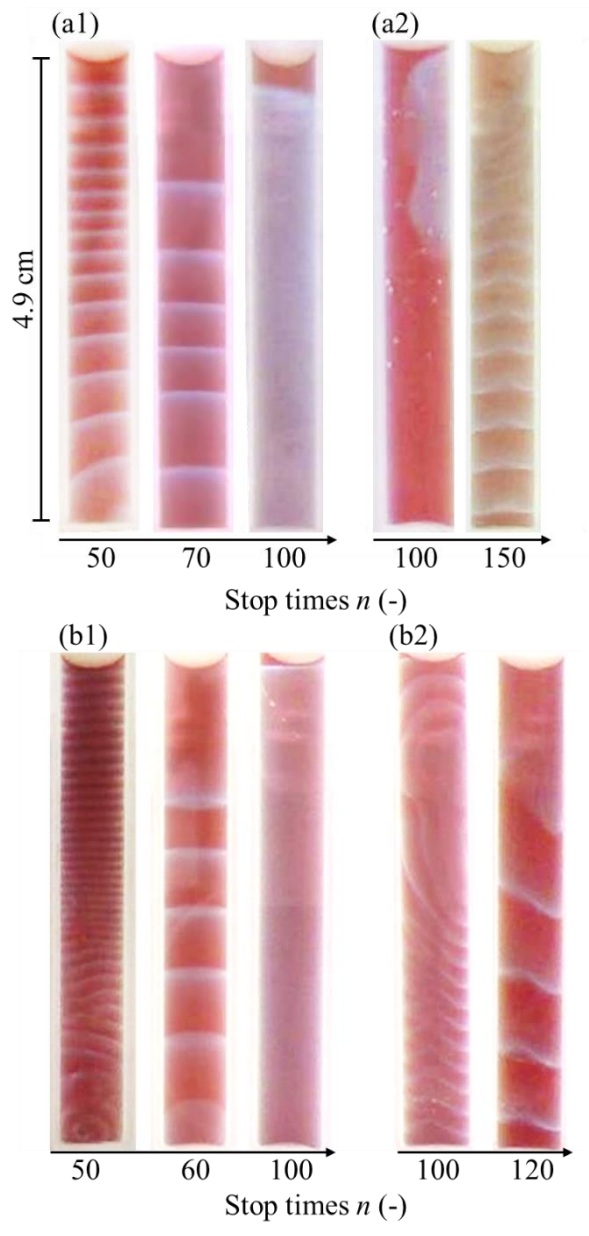 (a1)
(a2)
4.9 cm
50 70 100
100 150
Stop times n (-)
(b1)
(b2)
50 60 100
100 120
Stop times n (-)